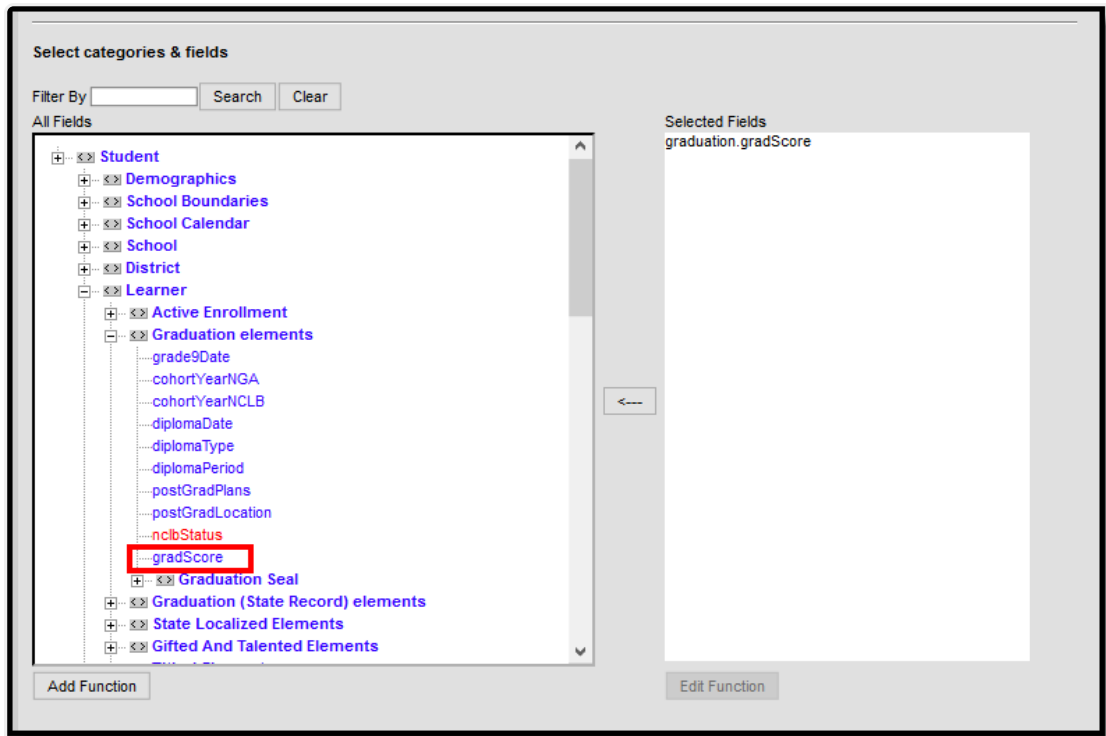 Select categories & fields
Filter By Search Clear
All Fields
Student
Demographics
School Boundaries
School Calendar
School
District
Learner
Active Enrollment
Graduation elements
grade9Date
cohortYearNGA
cohortYearNCLB
diplomaDate
diplomaType
diplomaPeriod
postGradPlans
postGradLocation
nclbStatus
gradScore
Graduation Seal
Graduation (State Record) elements
State Localized Elements
Gifted And Talented Elements
Add Function
<---
Selected Fields
graduation.gradScore
Edit Function